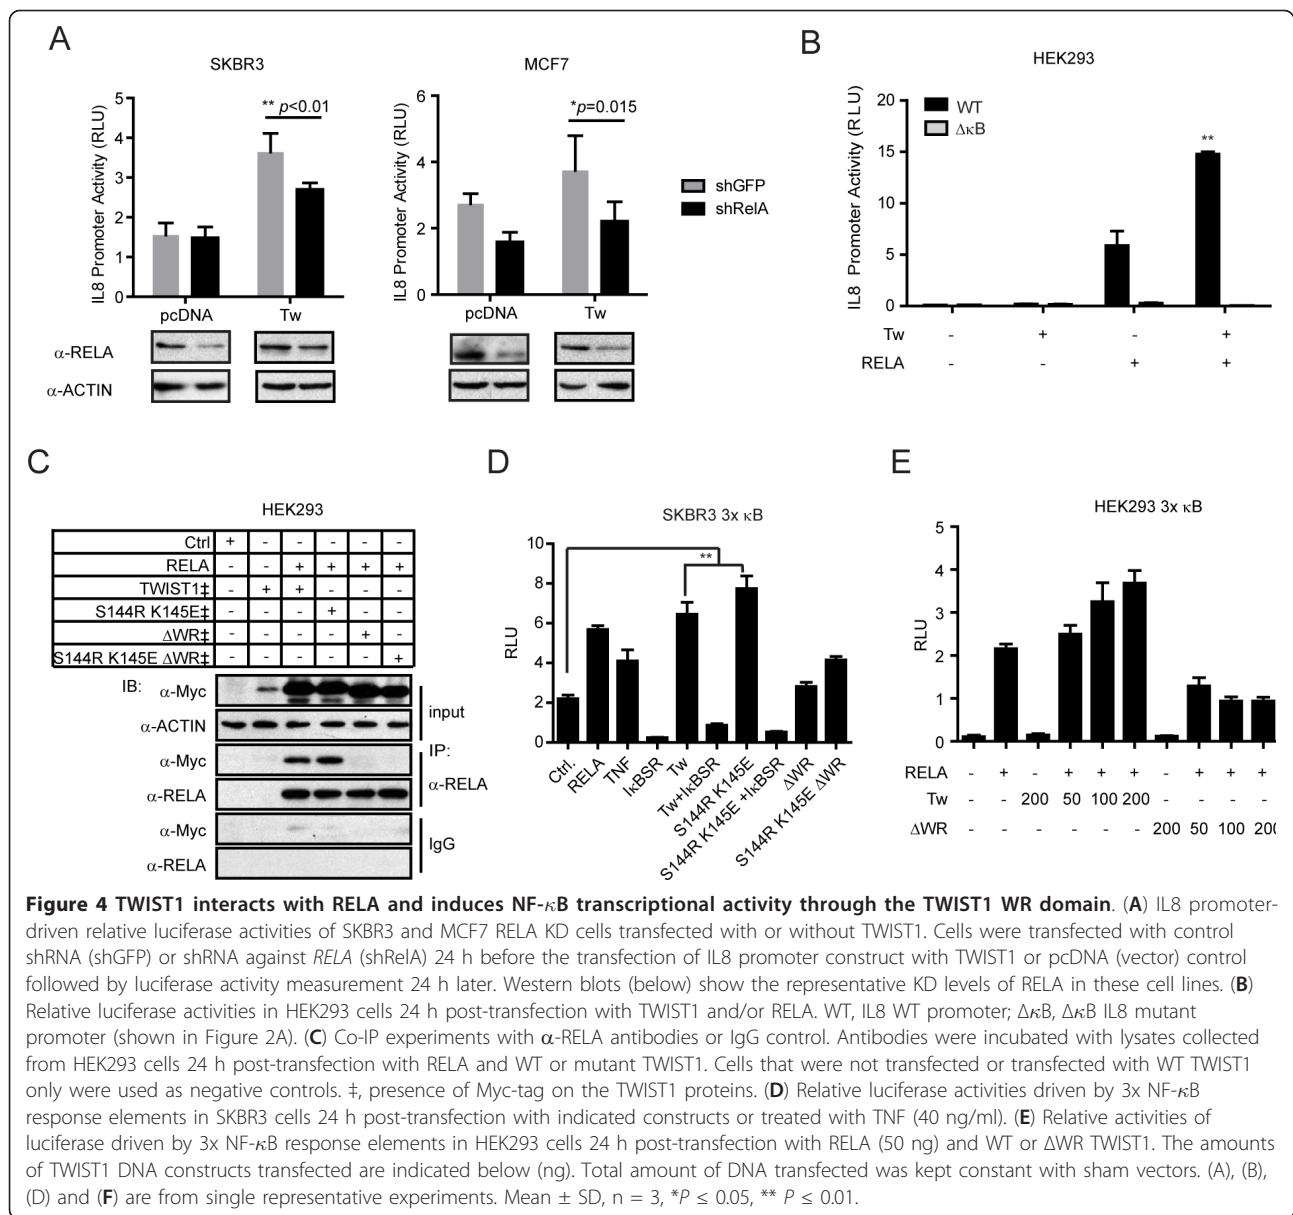 A
SKBR3
IL8 Promoter Activity (RLU)
5
4
3
2
1
0
** p<0.01
pcDNA
Tw
MCF7
IL8 Promoter Activity (RLU)
6
4
2
0
*p=0.015
pcDNA
Tw
shGFP
shRelA
α-RELA
α-ACTIN
B
HEK293
IL8 Promoter Activity (RLU)
20
15
10
5
0
WT
ΔκB
**
Tw - + - +
RELA - - + +
C
HEK293
Ctrl + - - - - -
RELA - - + + + +
TWIST1‡ - + + - - -
S144R K145E‡ - - - + - -
ΔWR‡ - - - - + -
S144R K145E ΔWR‡ - - - - - +
IB: α-Myc
α-ACTIN
input
α-Myc
α-RELA
IP:
α-RELA
α-Myc
α-RELA
IgG
D
SKBR3 3x κB
RLU
10
8
6
4
2
0
**
Ctrl.
RELA
TNF
IκBSR
Tw
Tw+IκBSR
S144R K145E
S144R K145E +IκBSR
ΔWR
S144R K145E ΔWR
E
HEK293 3x κB
RLU
5
4
3
2
1
0
RELA - + - + + + - + + +
Tw - - 200 50 100 200 - - - -
ΔWR - - - - - - 200 50 100 200
Figure 4 TWIST1 interacts with RELA and induces NF-κB transcriptional activity through the TWIST1 WR domain. (A) IL8 promoter-
driven relative luciferase activities of SKBR3 and MCF7 RELA KD cells transfected with or without TWIST1. Cells were transfected with control
shRNA (shGFP) or shRNA against RELA (shRelA) 24 h before the transfection of IL8 promoter construct with TWIST1 or pcDNA (vector) control
followed by luciferase activity measurement 24 h later. Western blots (below) show the representative KD levels of RELA in these cell lines. (B)
Relative luciferase activities in HEK293 cells 24 h post-transfection with TWIST1 and/or RELA. WT, IL8 WT promoter; ΔκB, ΔκB IL8 mutant
promoter (shown in Figure 2A). (C) Co-IP experiments with α-RELA antibodies or IgG control. Antibodies were incubated with lysates collected
from HEK293 cells 24 h post-transfection with RELA and WT or mutant TWIST1. Cells that were not transfected or transfected with WT TWIST1
only were used as negative controls. ‡, presence of Myc-tag on the TWIST1 proteins. (D) Relative luciferase activities driven by 3x NF-κB
response elements in SKBR3 cells 24 h post-transfection with indicated constructs or treated with TNF (40 ng/ml). (E) Relative activities of
luciferase driven by 3x NF-κB response elements in HEK293 cells 24 h post-transfection with RELA (50 ng) and WT or ΔWR TWIST1. The amounts
of TWIST1 DNA constructs transfected are indicated below (ng). Total amount of DNA transfected was kept constant with sham vectors. (A), (B),
(D) and (F) are from single representative experiments. Mean ± SD, n = 3, *P ≤ 0.05, ** P ≤ 0.01.